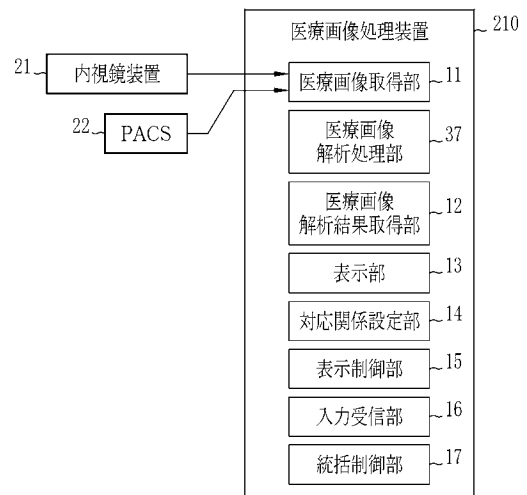 医療画像処理装置
210
21
内視鏡装置
22
PACS
医療画像取得部
11
医療画像
解析処理部
37
医療画像
解析結果取得部
12
表示部
13
対応関係設定部
14
表示制御部
15
入力受信部
16
統括制御部
17